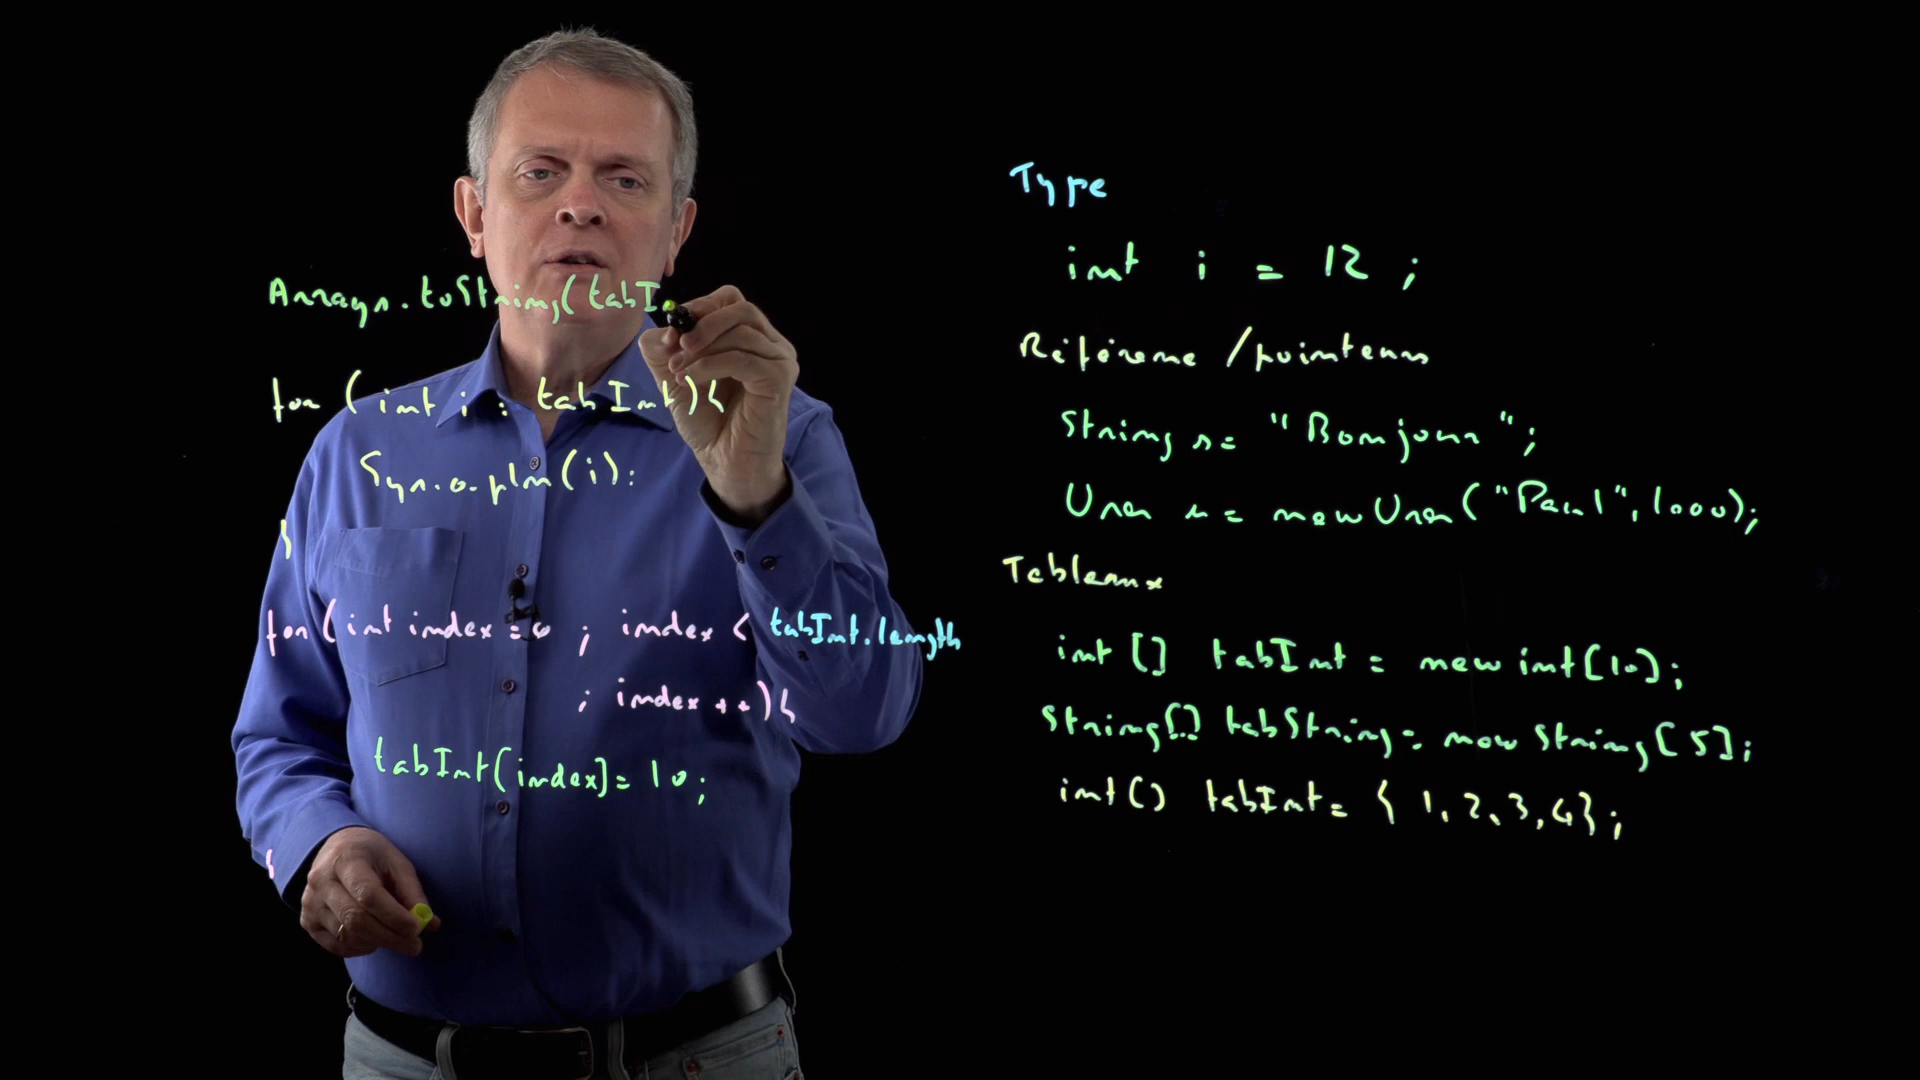 Arrays.toString(tabI
for (int i : tabInt){
Sys.o.pln(i);
}
for (int index = 0 ; index < tabInt.length
; index ++){
tabInt[index]= 10;
}
Type
int i = 12 ;
Référence / pointeurs
String s= "Bonjour";
User u= new User("Paul", 1000);
Tableaux
int [] tabInt = new int[10];
String[] tabString= new String[5];
int[] tabInt= { 1, 2, 3, 4};